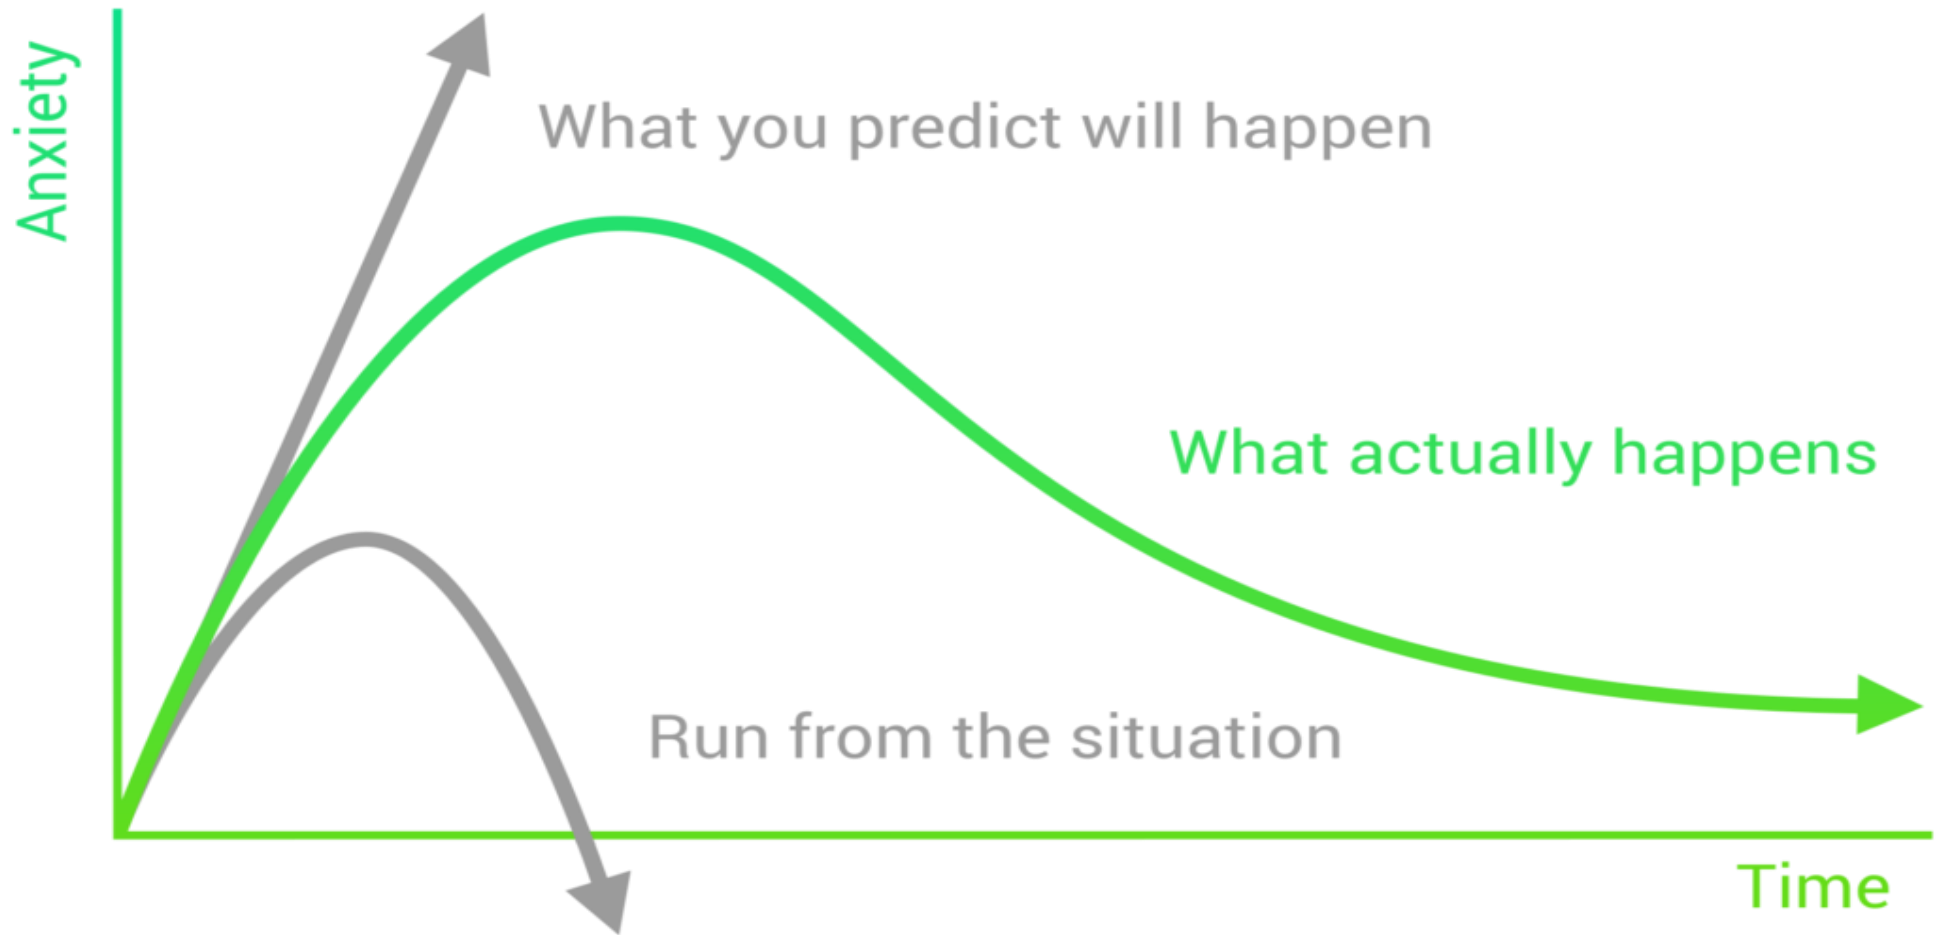 Anxiety
What you predict will happen
What actually happens
Run from the situation
Time